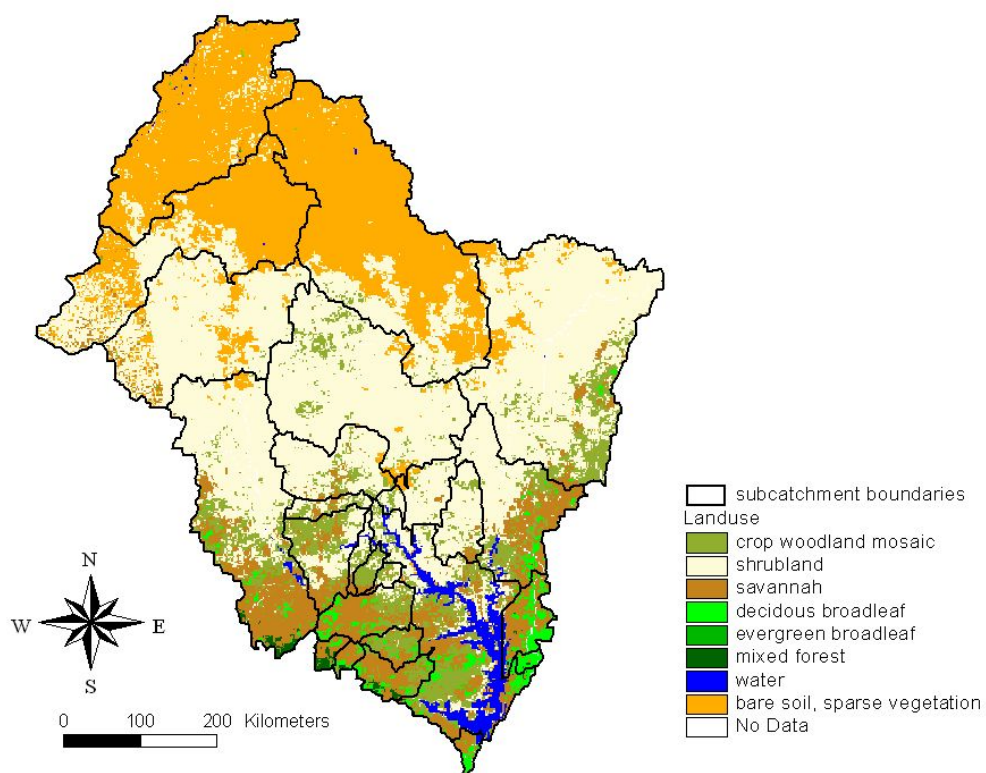 subcatchment boundaries
Landuse
crop woodland mosaic
shrubland
savannah
decidous broadleaf
evergreen broadleaf
mixed forest
water
bare soil, sparse vegetation
No Data
N
W E
S
0 100 200 Kilometers